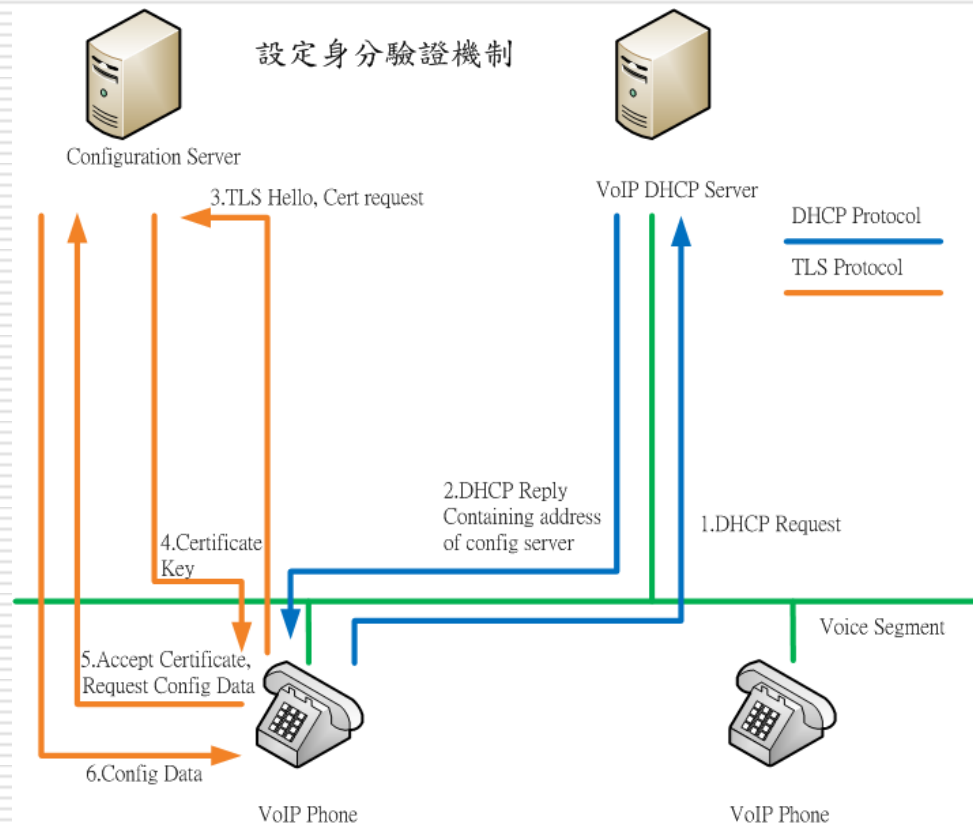 設定身分驗證機制
Configuration Server
3.TLS Hello, Cert request
VoIP DHCP Server
DHCP Protocol
TLS Protocol
2.DHCP Reply
Containing address
of config server
1.DHCP Request
4.Certificate
Key
Voice Segment
5.Accept Certificate,
Request Config Data
6.Config Data
VoIP Phone
VoIP Phone